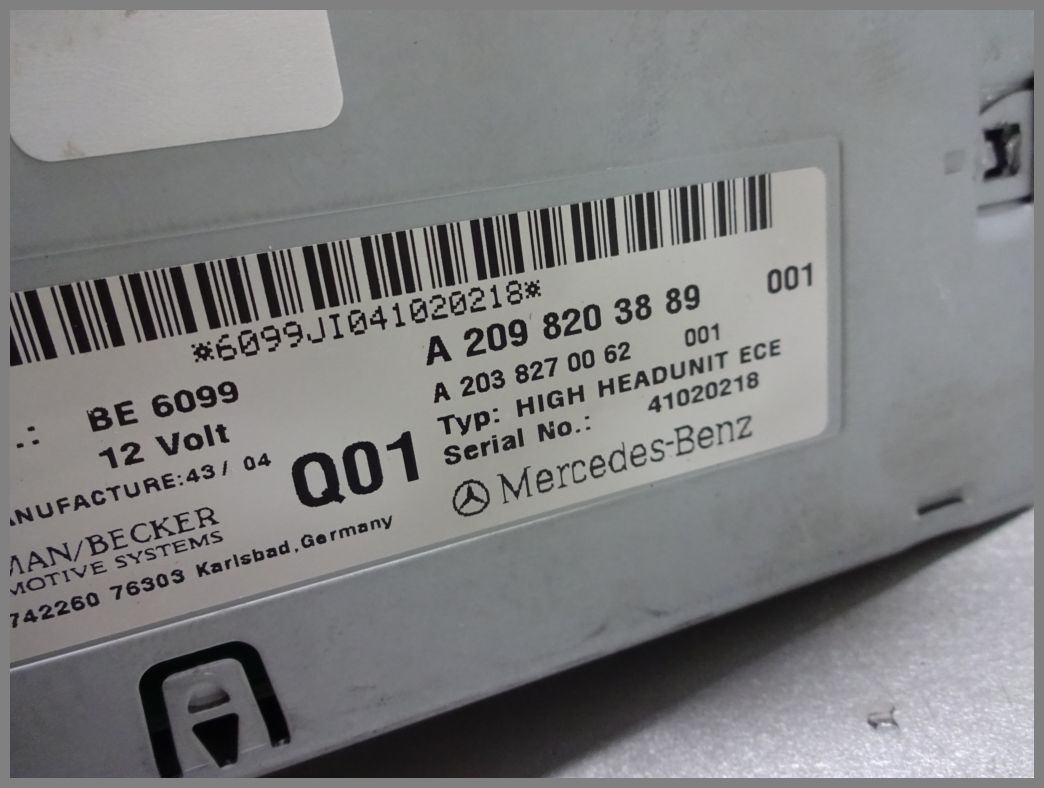 *6099JI041020218*
A 209 820 38 89 001
A 203 827 00 62 001
Typ: HIGH HEADUNIT ECE
Serial No.: 41020218
Mercedes-Benz
.: BE 6099
12 Volt
ANUFACTURE:43/ 04
Q01
MAN/BECKER
MOTIVE SYSTEMS
742260 76303 Karlsbad,Germany